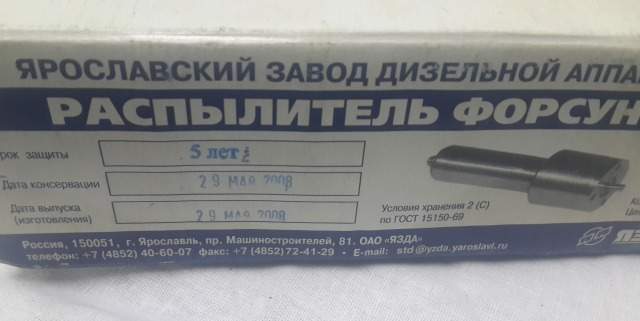 ЯРОСЛАВСКИЙ ЗАВОД ДИЗЕЛЬНОЙ АППА
РАСПЫЛИТЕЛЬ ФОРСУН
рок защиты 5 лет
Дата консервации 29 МАЯ 2008
Дата выпуска
(изготовления) 29 МАЯ 2008
Условия хранения 2 (С)
по ГОСТ 15150-69
Россия, 150051, г. Ярославль, пр. Машиностроителей, 81. ОАО «ЯЗДА»
телефон: +7 (4852) 40-60-07 факс: +7 (4852) 72-41-29 • E-mail: std@yzda.yaroslavl.ru